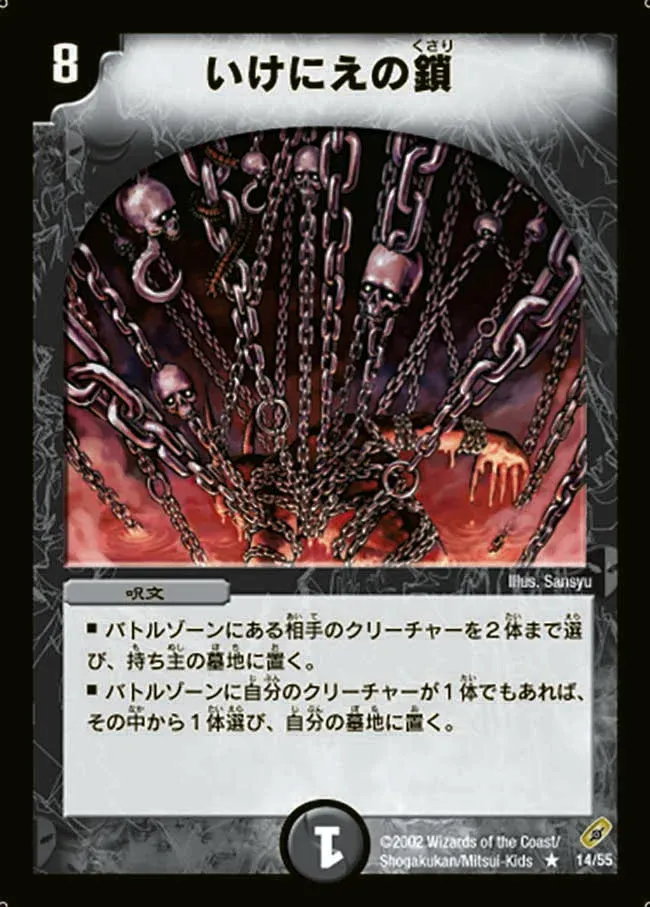 8
いけにえの鎖
くさり
Illus. Sansyu
呪文
■ バトルゾーンにある相手のクリーチャーを2体まで選
び、持ち主の墓地に置く。
■ バトルゾーンに自分のクリーチャーが1体でもあれば、
その中から1体選び、自分の墓地に置く。
1
©2002 Wizards of the Coast/
Shogakukan/Mitsui-Kids ★ 14/55